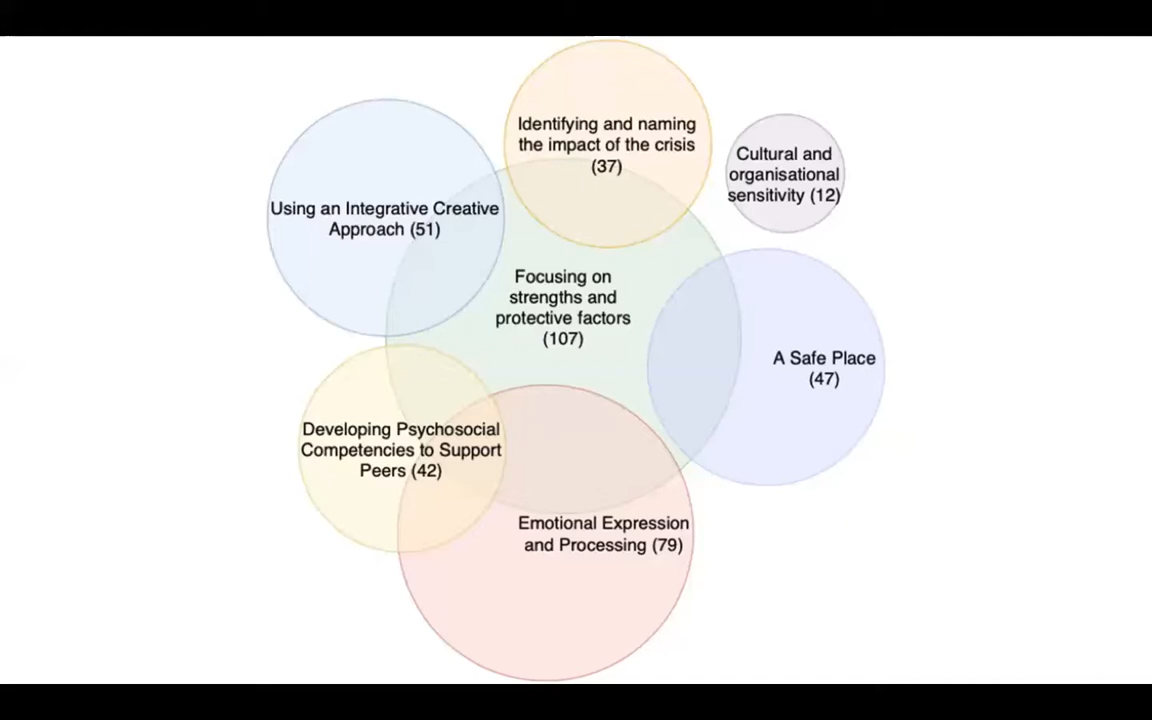 Identifying and naming
the impact of the crisis
(37)
Cultural and
organisational
sensitivity (12)
Using an Integrative Creative
Approach (51)
Focusing on
strengths and
protective factors
(107)
A Safe Place
(47)
Developing Psychosocial
Competencies to Support
Peers (42)
Emotional Expression
and Processing (79)